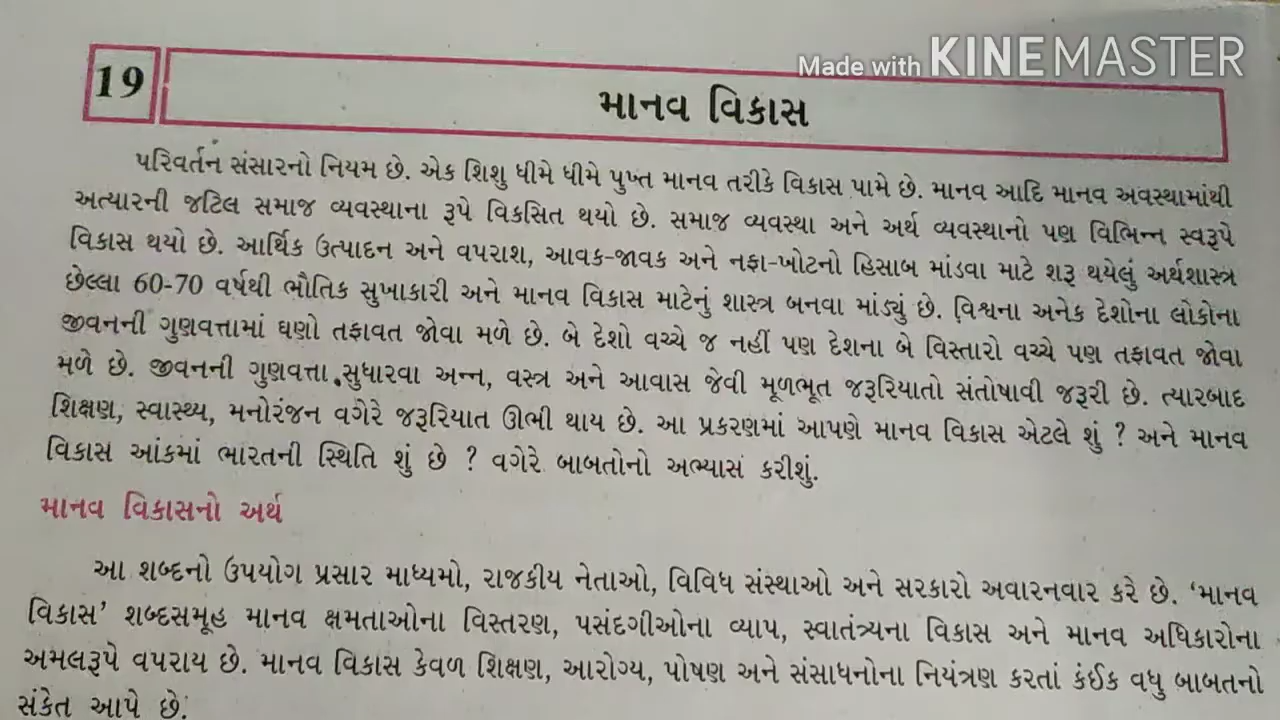 Made with KINEMASTER
19
માનવ વિકાસ
પરિવર્તન સંસારનો નિયમ છે. એક શિશુ ધીમે ધીમે પુખ્ત માનવ તરીકે વિકાસ પામે છે. માનવ આદિ માનવ અવસ્થામાંથી
અત્યારની જટિલ સમાજ વ્યવસ્થાના રૂપે વિકસિત થયો છે. સમાજ વ્યવસ્થા અને અર્થ વ્યવસ્થાનો પણ વિભિન્ન સ્વરૂપે
વિકાસ થયો છે. આર્થિક ઉત્પાદન અને વપરાશ, આવક-જાવક અને નફા-ખોટનો હિસાબ માંડવા માટે શરૂ થયેલું અર્થશાસ્ત્ર
છેલ્લા 60-70 વર્ષથી ભૌતિક સુખાકારી અને માનવ વિકાસ માટેનું શાસ્ત્ર બનવા માંડ્યું છે. વિશ્વના અનેક દેશોના લોકોના
જીવનની ગુણવત્તામાં ઘણો તફાવત જોવા મળે છે. બે દેશો વચ્ચે જ નહીં પણ દેશના બે વિસ્તારો વચ્ચે પણ તફાવત જોવા
મળે છે. જીવનની ગુણવત્તા સુધારવા અન્ન, વસ્ત્ર અને આવાસ જેવી મૂળભૂત જરૂરિયાતો સંતોષાવી જરૂરી છે. ત્યારબાદ
શિક્ષણ, સ્વાસ્થ્ય, મનોરંજન વગેરે જરૂરિયાત ઊભી થાય છે. આ પ્રકરણમાં આપણે માનવ વિકાસ એટલે શું ? અને માનવ
વિકાસ આંકમાં ભારતની સ્થિતિ શું છે ? વગેરે બાબતોનો અભ્યાસ કરીશું.
માનવ વિકાસનો અર્થ
આ શબ્દનો ઉપયોગ પ્રસાર માધ્યમો, રાજકીય નેતાઓ, વિવિધ સંસ્થાઓ અને સરકારો અવારનવાર કરે છે. ‘માનવ
વિકાસ’ શબ્દસમૂહ માનવ ક્ષમતાઓના વિસ્તરણ, પસંદગીઓના વ્યાપ, સ્વાતંત્ર્યના વિકાસ અને માનવ અધિકારોના
અમલરૂપે વપરાય છે. માનવ વિકાસ કેવળ શિક્ષણ, આરોગ્ય, પોષણ અને સંસાધનોના નિયંત્રણ કરતાં કંઈક વધુ બાબતનો
સંકેત આપે છે.